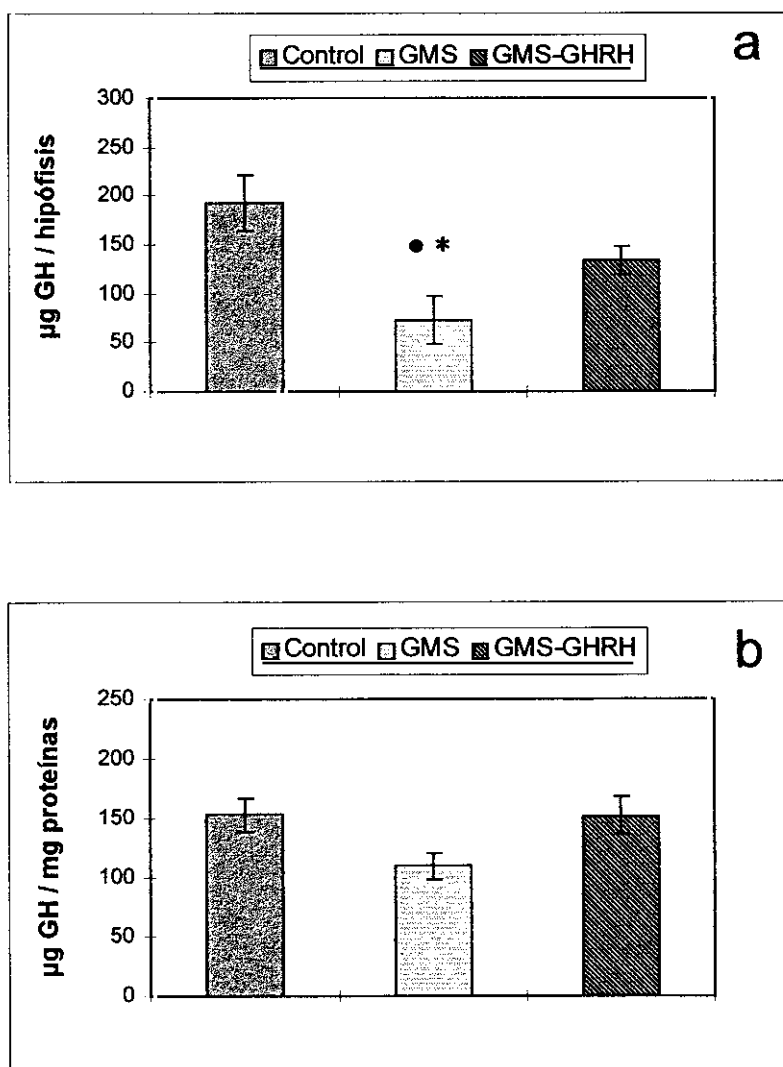 a
Control GMS GMS-GHRH
300
250
200
150
100
50
0
µg GH / hipófisis
● *
b
Control GMS GMS-GHRH
250
200
150
100
50
0
µg GH / mg proteínas